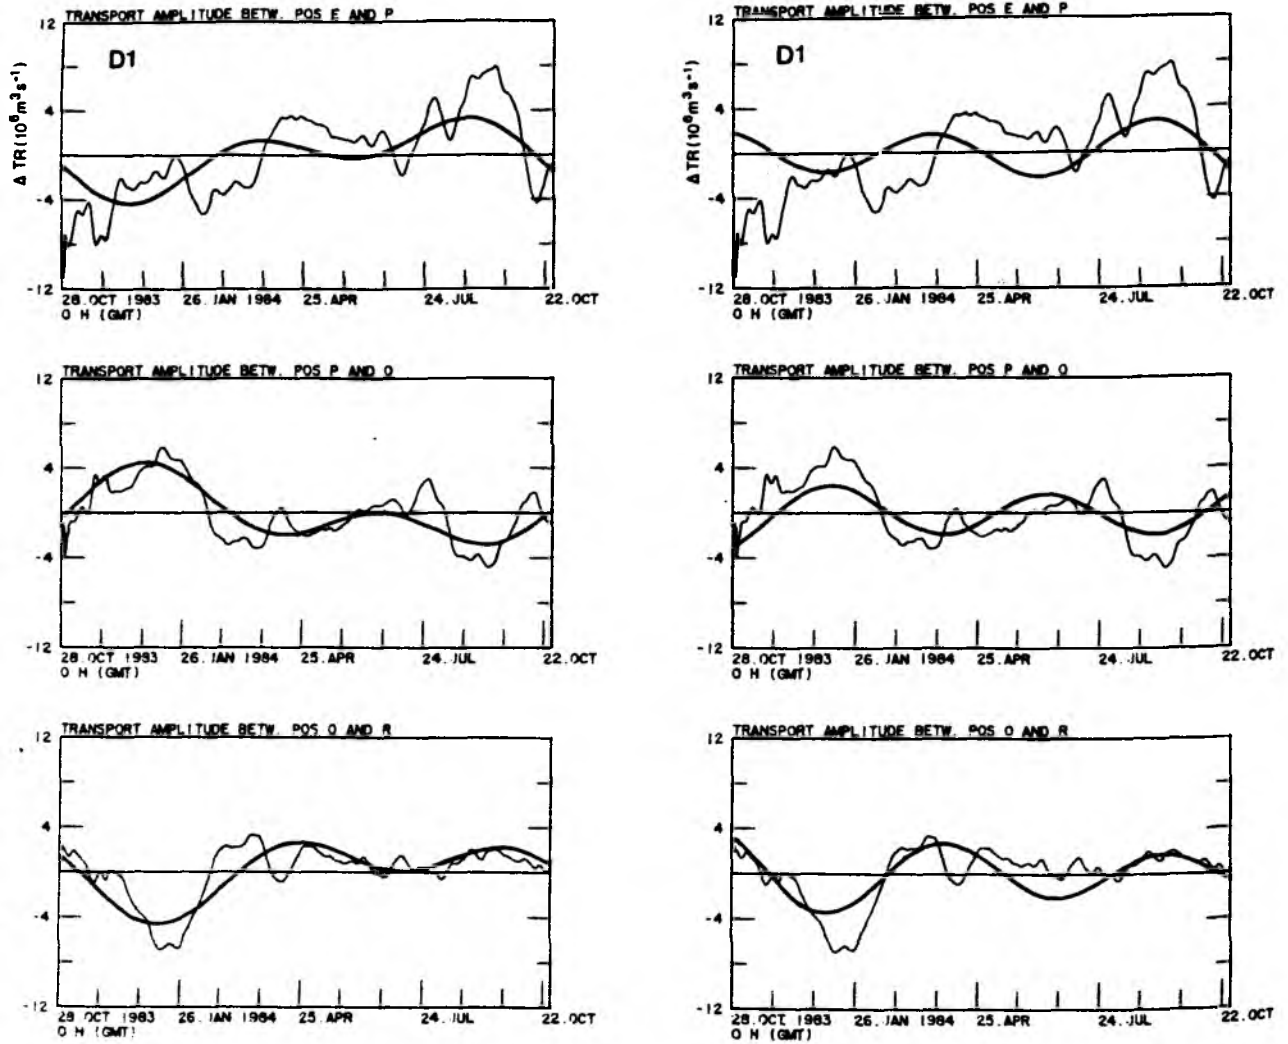 TRANSPORT AMPLITUDE BETW. POS E AND P
12
D1
4
-4
-12
Δ TR (10⁶m³s⁻¹)
28.OCT 1983 26.JAN 1984 25.APR 24.JUL 22.OCT
0 H (GMT)
TRANSPORT AMPLITUDE BETW. POS E AND P
12
D1
4
-4
-12
Δ TR (10⁶m³s⁻¹)
28.OCT 1983 26.JAN 1984 25.APR 24.JUL 22.OCT
0 H (GMT)
TRANSPORT AMPLITUDE BETW. POS P AND O
12
4
-4
-12
28.OCT 1983 26.JAN 1984 25.APR 24.JUL 22.OCT
0 H (GMT)
TRANSPORT AMPLITUDE BETW. POS P AND O
12
4
-4
-12
28.OCT 1983 26.JAN 1984 25.APR 24.JUL 22.OCT
0 H (GMT)
TRANSPORT AMPLITUDE BETW. POS O AND R
12
4
-4
-12
28.OCT 1983 26.JAN 1984 25.APR 24.JUL 22.OCT
0 H (GMT)
TRANSPORT AMPLITUDE BETW. POS O AND R
12
4
-4
-12
28.OCT 1983 26.JAN 1984 25.APR 24.JUL 22.OCT
0 H (GMT)